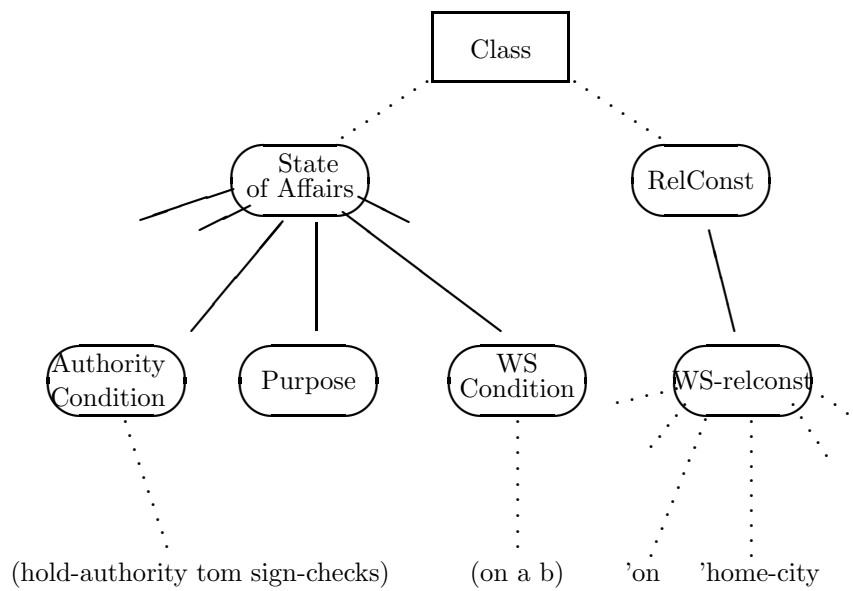 Class
State
of Affairs
RelConst
Authority
Condition
Purpose
WS
Condition
WS-relconst
(hold-authority tom sign-checks)
(on a b)
’on
’home-city